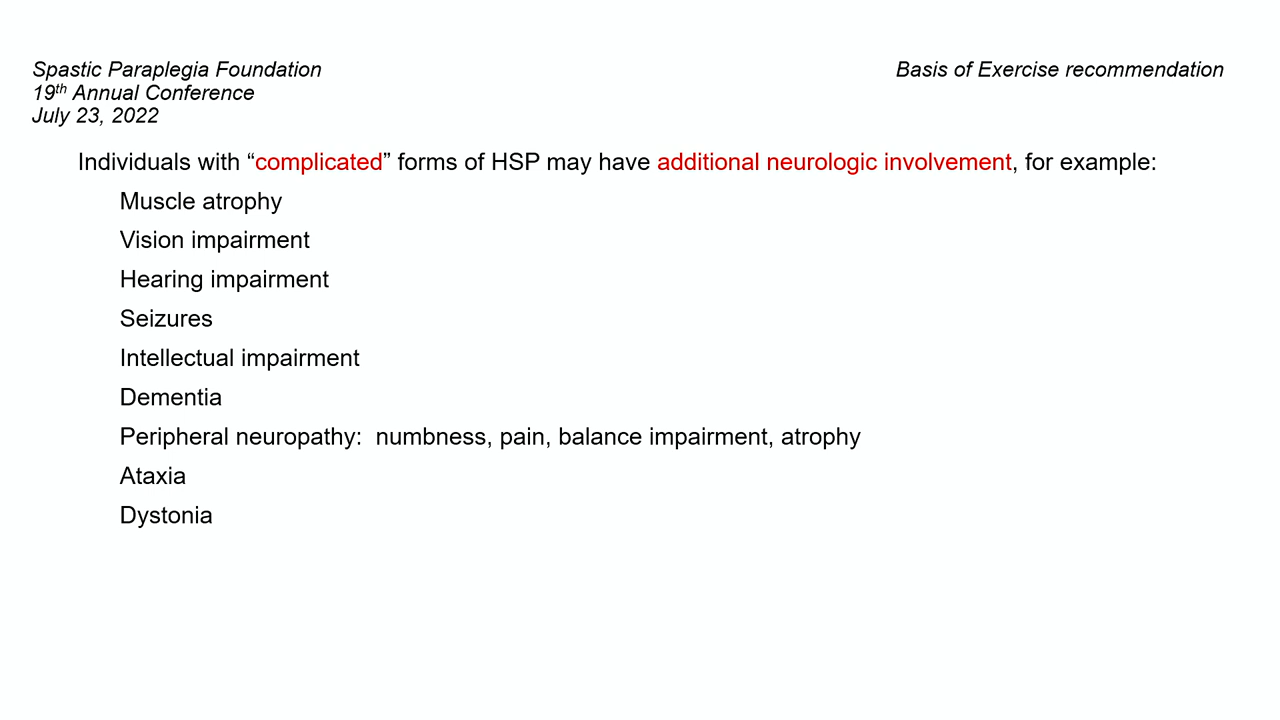 Spastic Paraplegia Foundation
19th Annual Conference
July 23, 2022
Basis of Exercise recommendation
Individuals with “complicated” forms of HSP may have additional neurologic involvement, for example:
Muscle atrophy
Vision impairment
Hearing impairment
Seizures
Intellectual impairment
Dementia
Peripheral neuropathy:  numbness, pain, balance impairment, atrophy
Ataxia
Dystonia